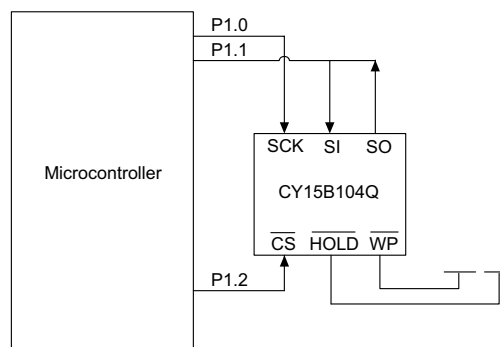 P1.0
P1.1
SCK SI SO
Microcontroller
CY15B104Q
CS HOLD WP
P1.2